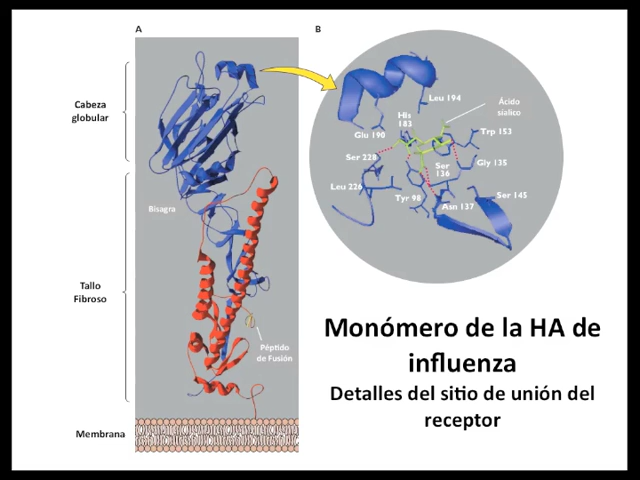 A
B
Cabeza
globular
Bisagra
Tallo
Fibroso
Péptido
de Fusión
Membrana
Leu 194
Ácido
siálico
His
183
Glu 190
Trp 153
Ser 228
Gly 135
Ser
136
Leu 226
Tyr 98
Asn 137
Ser 145
Monómero de la HA de
influenza
Detalles del sitio de unión del
receptor